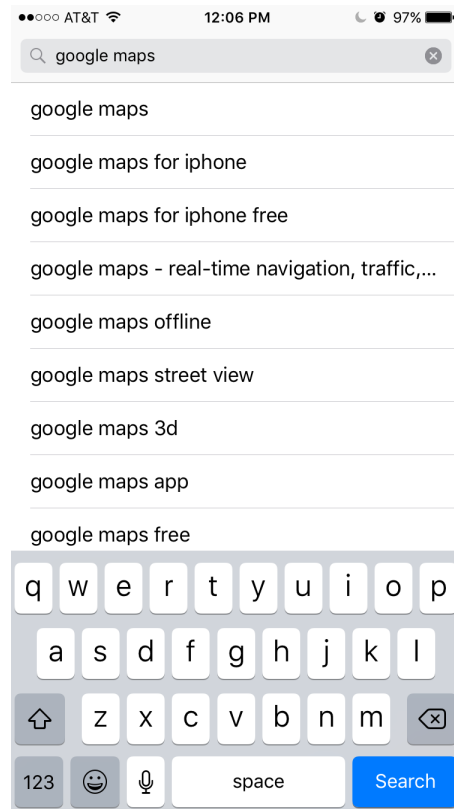 AT&T 12:06 PM 97%
google maps
google maps
google maps for iphone
google maps for iphone free
google maps - real-time navigation, traffic,...
google maps offline
google maps street view
google maps 3d
google maps app
google maps free
q w e r t y u i o p
a s d f g h j k l
z x c v b n m
123 space Search